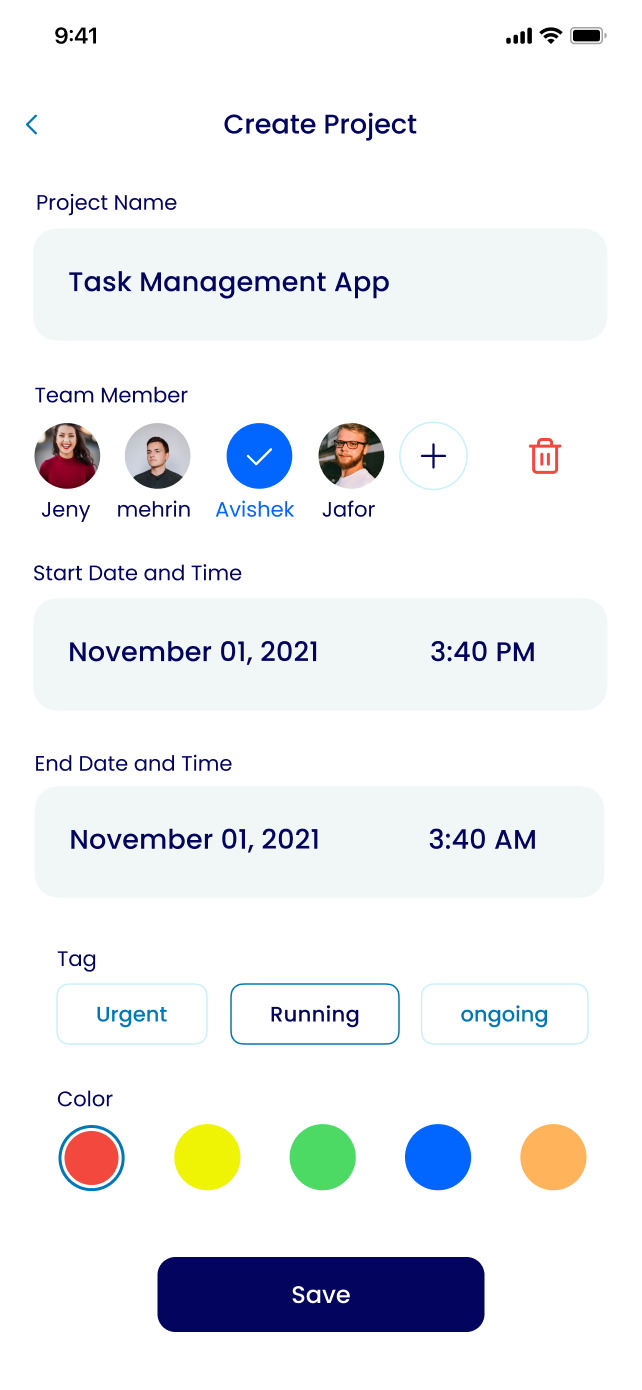 9:41
Create Project
Project Name
Task Management App
Team Member
Jeny mehrin Avishek Jafor
Start Date and Time
November 01, 2021 3:40 PM
End Date and Time
November 01, 2021 3:40 AM
Tag
Urgent Running ongoing
Color
Save